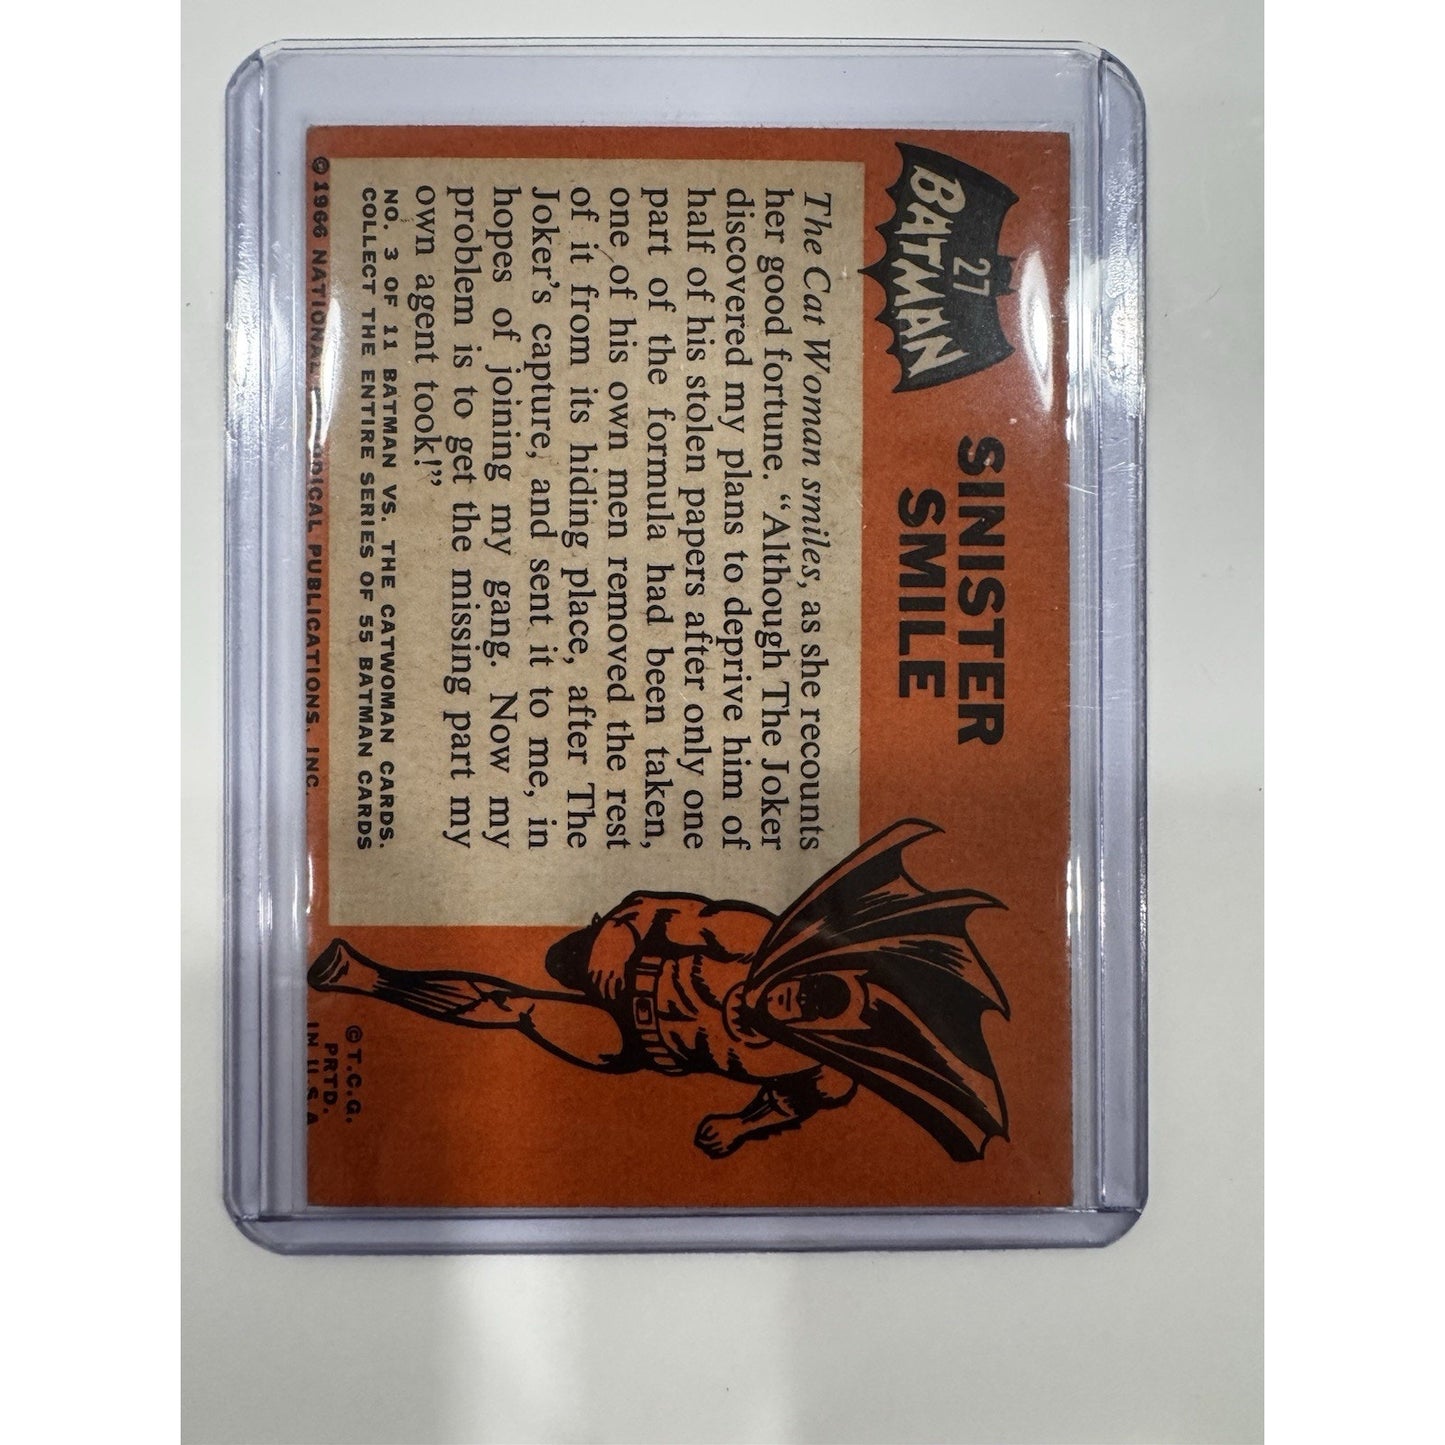 27
BATMAN
SINISTER
SMILE
The Cat Woman smiles, as she recounts
her good fortune. “Although The Joker
discovered my plans to deprive him of
half of his stolen papers after only one
part of the formula had been taken,
one of his own men removed the rest
of it from its hiding place, after The
Joker’s capture, and sent it to me, in
hopes of joining my gang. Now my
problem is to get the missing part my
own agent took!”
NO. 3 OF 11 BATMAN VS. THE CATWOMAN CARDS.
COLLECT THE ENTIRE SERIES OF 55 BATMAN CARDS
©1966 NATIONAL PERIODICAL PUBLICATIONS, INC.
©T.C.G.
PRTD.
IN U.S.A